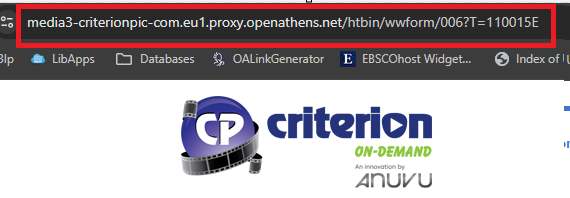 media3-criterionpic-com.eu1.proxy.openathens.net/htbin/wwform/006?T=110015E
Blp LibApps Databases OALinkGenerator E EBSCOhost Widget... Index of
CP criterion
ON-DEMAND
An innovation by
ANUVU